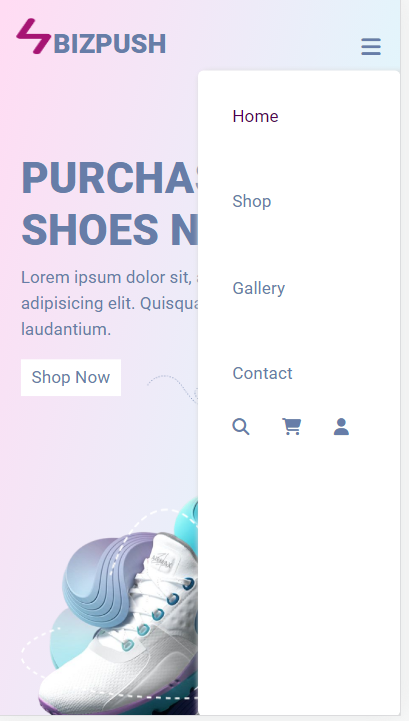 BIZPUSH
Home
Shop
Gallery
Contact
PURCHAS
SHOES N
Lorem ipsum dolor sit,
adipisicing elit. Quisqua
laudantium.
Shop Now